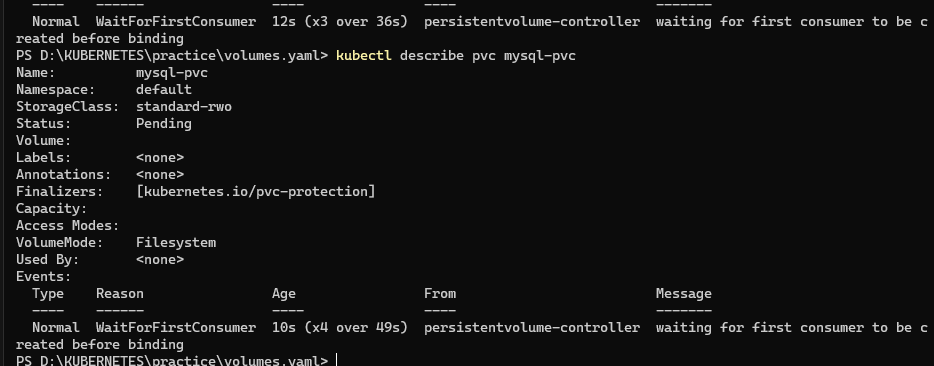 ----    ------                ----               ----                         -------
Normal  WaitForFirstConsumer  12s (x3 over 36s)  persistentvolume-controller  waiting for first consumer to be c
reated before binding
PS D:\KUBERNETES\practice\volumes.yaml> kubectl describe pvc mysql-pvc
Name:          mysql-pvc
Namespace:     default
StorageClass:  standard-rwo
Status:        Pending
Volume:
Labels:        <none>
Annotations:   <none>
Finalizers:    [kubernetes.io/pvc-protection]
Capacity:
Access Modes:
VolumeMode:    Filesystem
Used By:       <none>
Events:
Type    Reason                Age                From                         Message
----    ------                ----               ----                         -------
Normal  WaitForFirstConsumer  10s (x4 over 49s)  persistentvolume-controller  waiting for first consumer to be c
reated before binding
PS D:\KUBERNETES\practice\volumes.yaml>